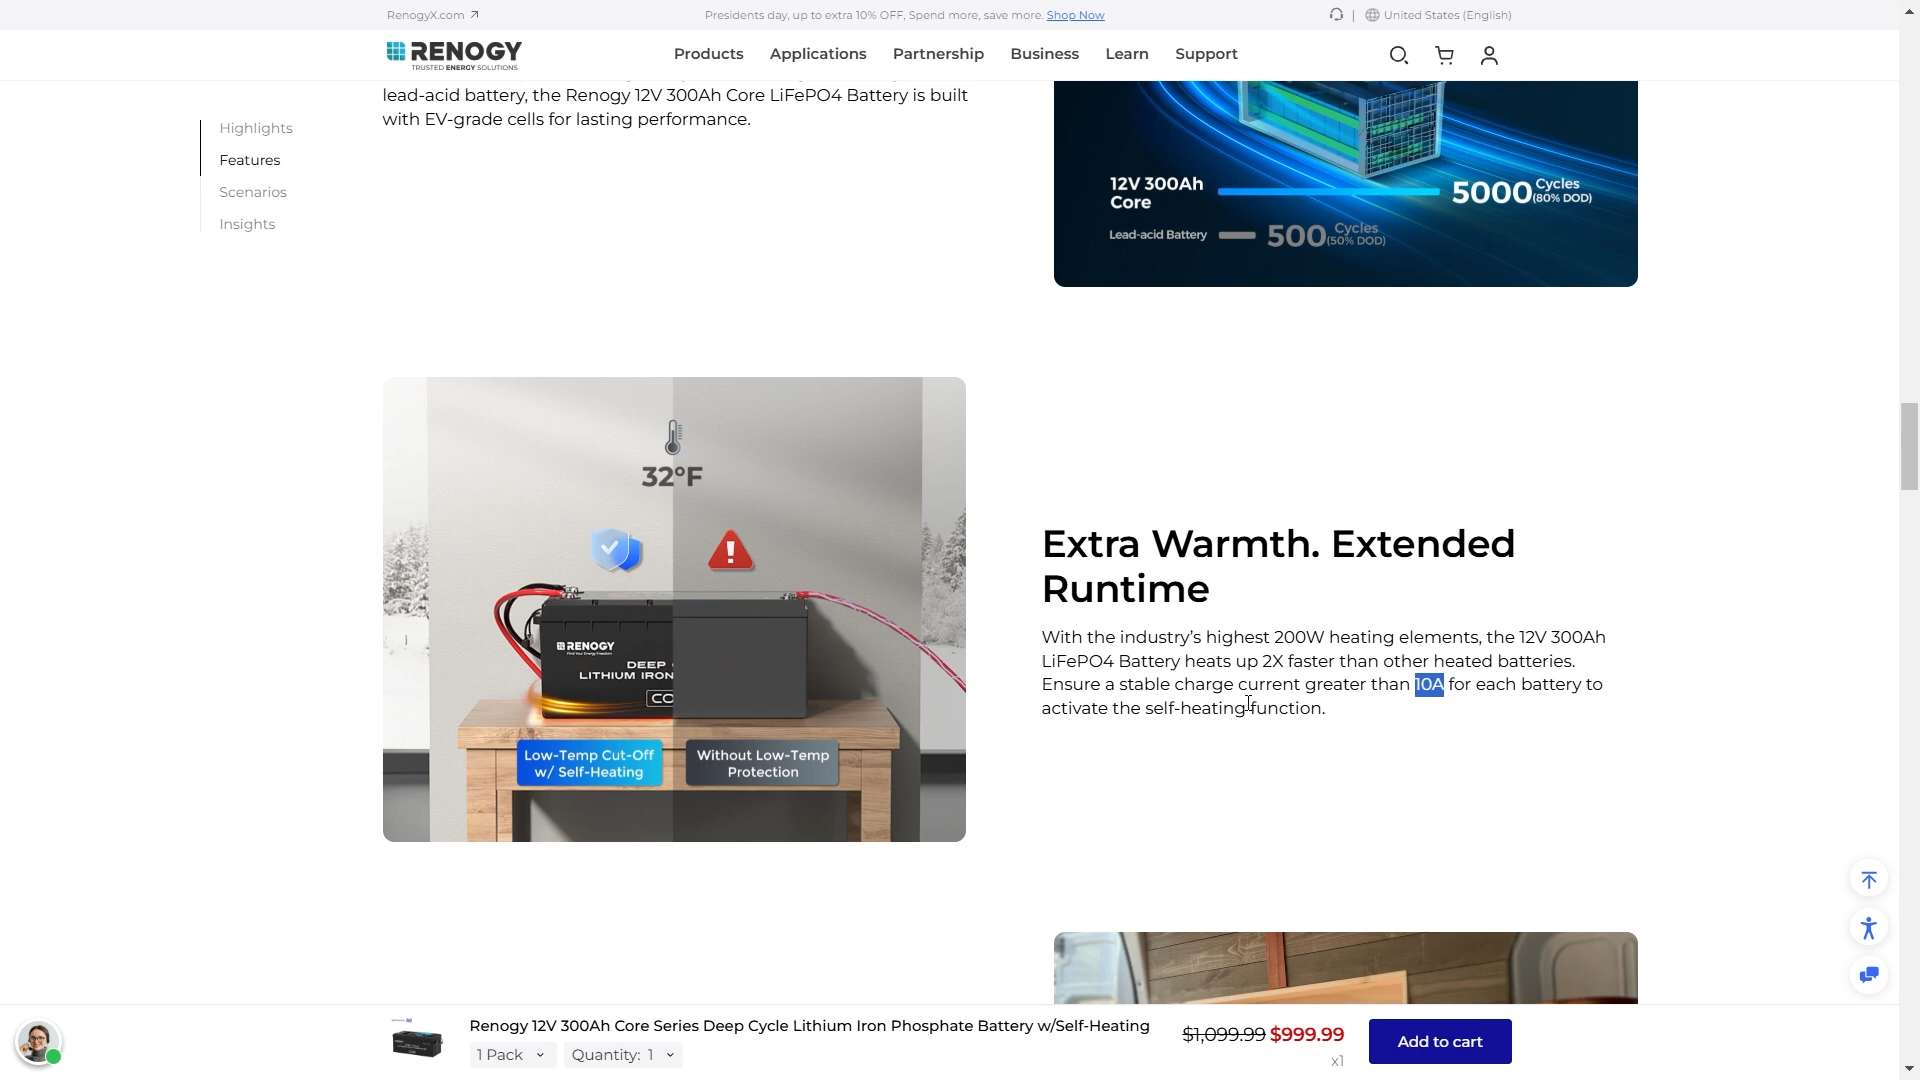 RenogyX.com
Presidents day, up to extra 10% OFF, Spend more, save more. Shop Now
United States (English)
RENOGY
TRUSTED ENERGY SOLUTIONS
Products
Applications
Partnership
Business
Learn
Support
Highlights
Features
Scenarios
Insights
lead-acid battery, the Renogy 12V 300Ah Core LiFePO4 Battery is built
with EV-grade cells for lasting performance.
12V 300Ah
Core
5000 Cycles
(80% DOD)
Lead-acid Battery
500 Cycles
(50% DOD)
32°F
RENOGY
DEEP
LITHIUM IRON
CO
Low-Temp Cut-Off
w/ Self-Heating
Without Low-Temp
Protection
Extra Warmth. Extended
Runtime
With the industry’s highest 200W heating elements, the 12V 300Ah
LiFePO4 Battery heats up 2X faster than other heated batteries.
Ensure a stable charge current greater than 10A for each battery to
activate the self-heating function.
Renogy 12V 300Ah Core Series Deep Cycle Lithium Iron Phosphate Battery w/Self-Heating
1 Pack
Quantity: 1
$1,099.99 $999.99
x1
Add to cart